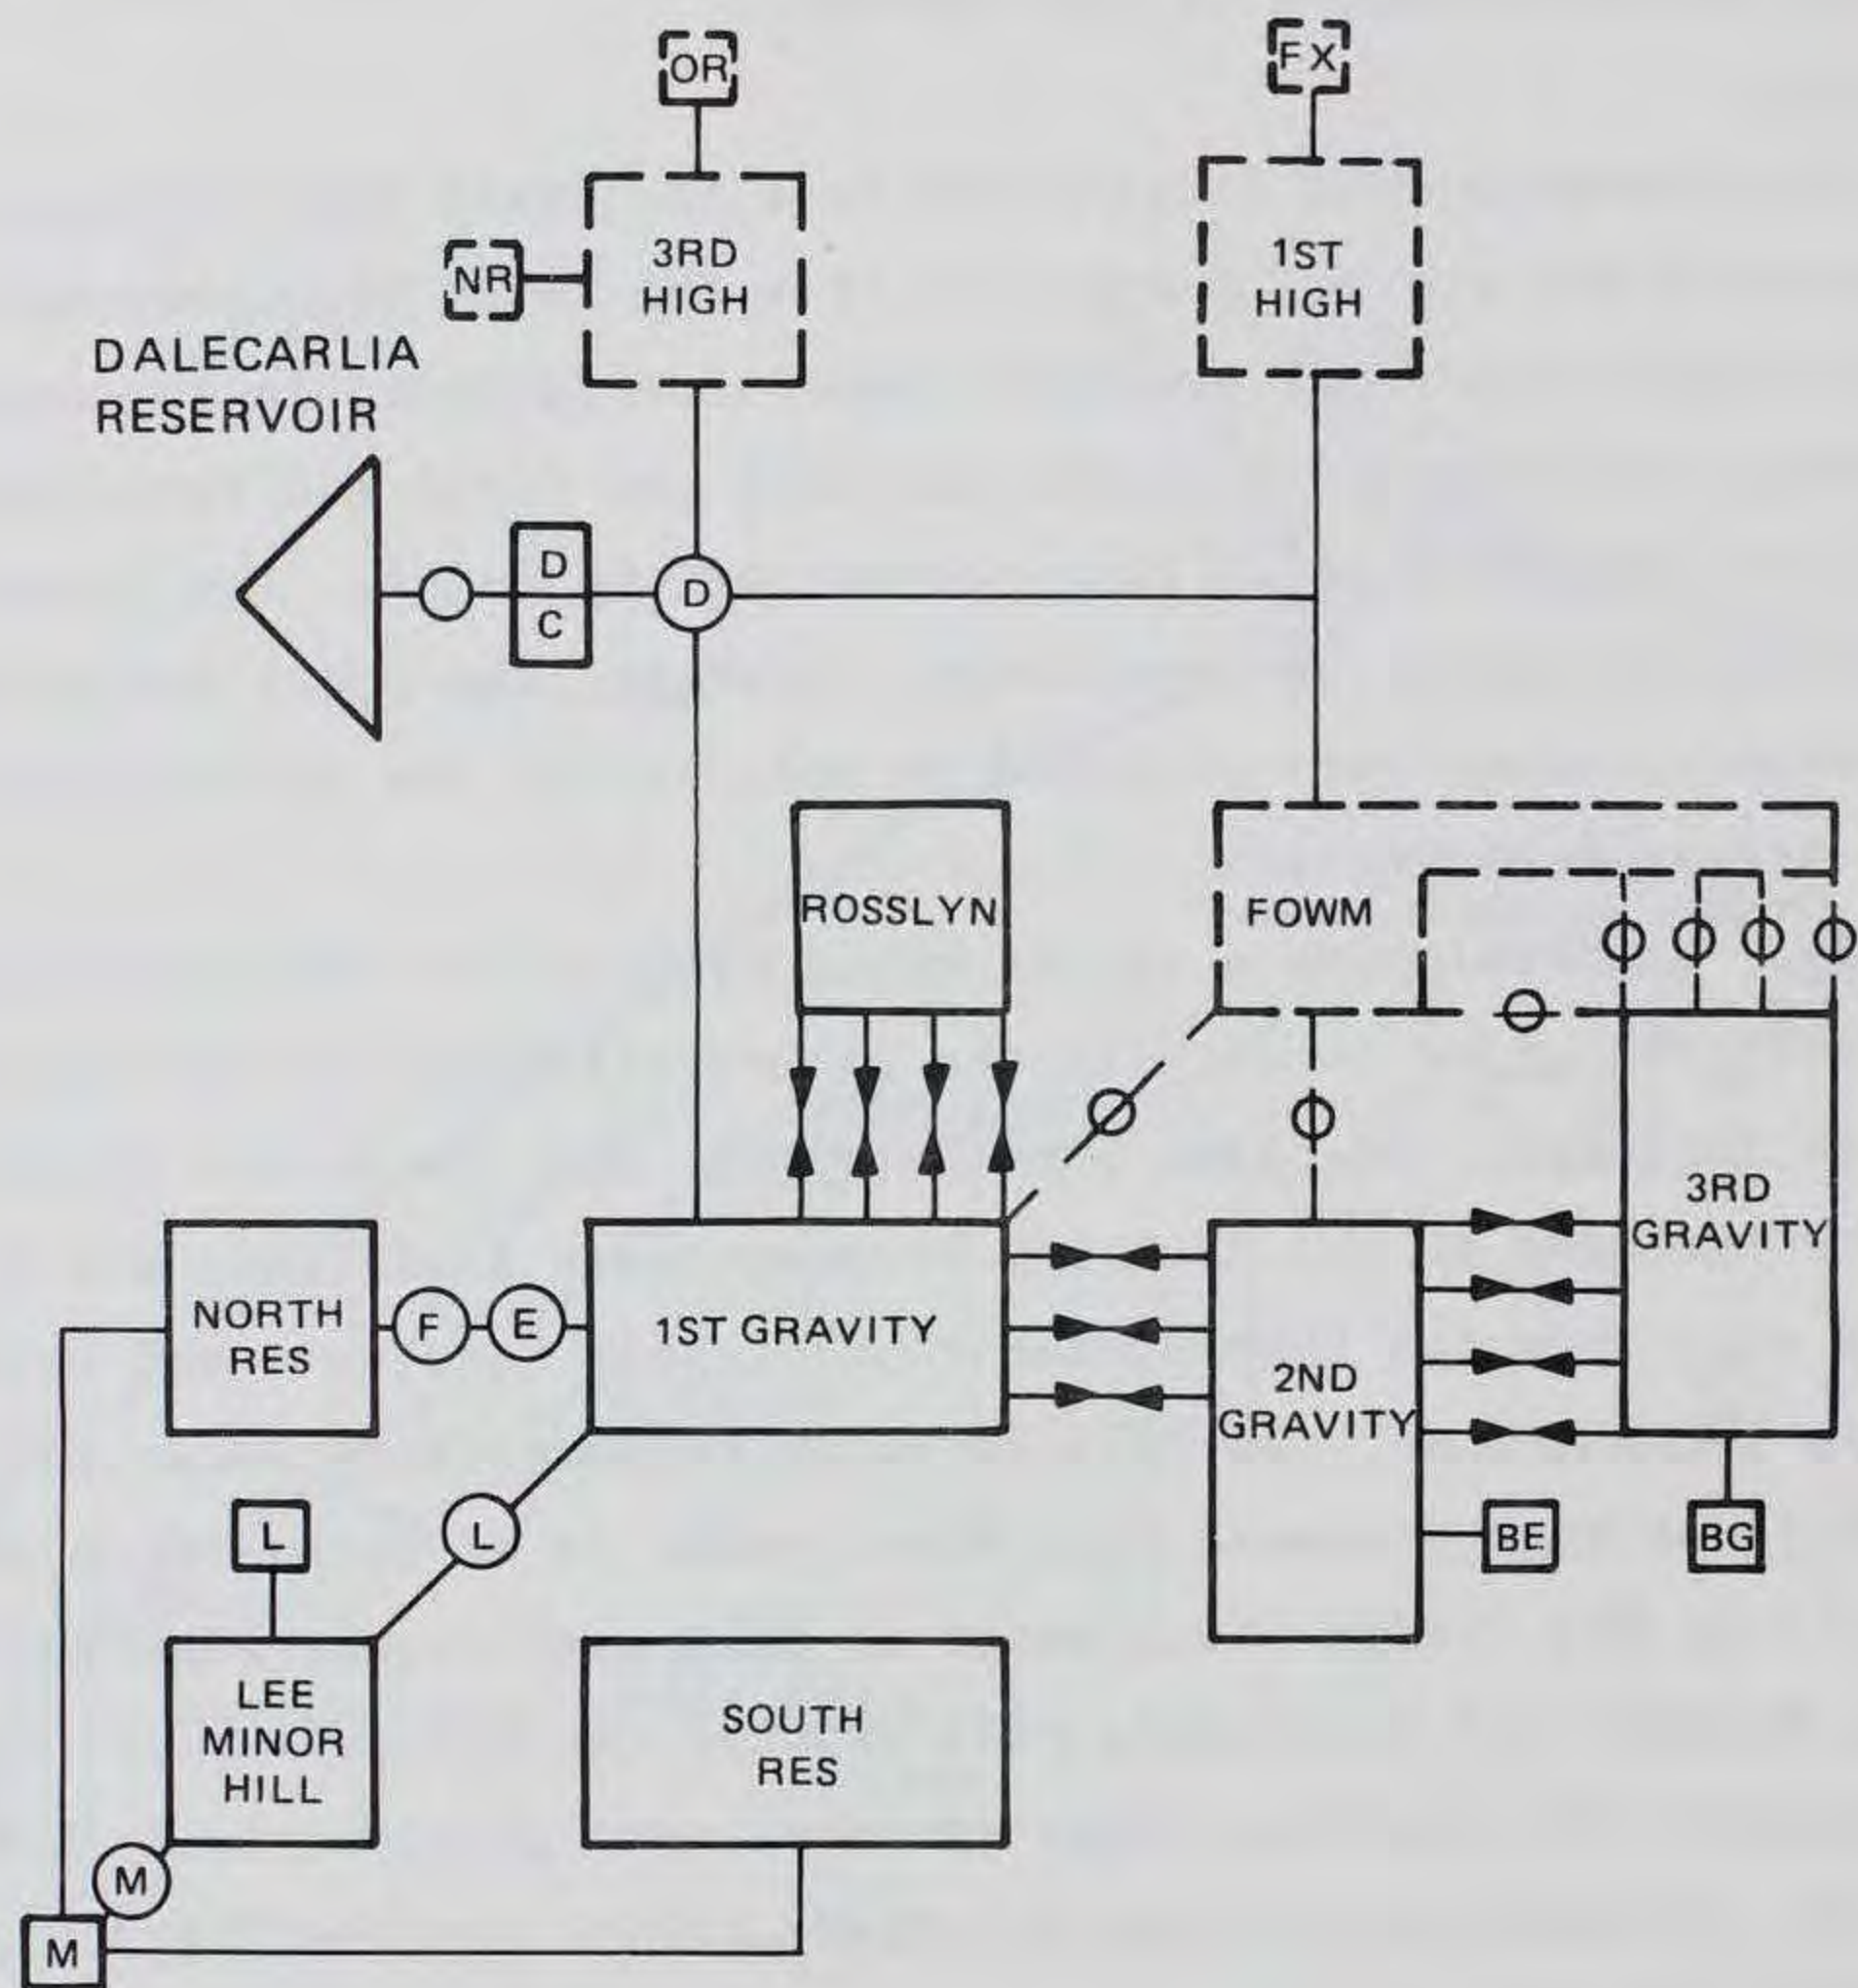 OR
FX
3RD
HIGH
1ST
HIGH
NR
DALECARLIA
RESERVOIR
D
C
D
ROSSLYN
FOWM
3RD
GRAVITY
NORTH
RES
F
E
1ST GRAVITY
2ND
GRAVITY
L
L
BE
BG
LEE
MINOR
HILL
SOUTH
RES
M
M